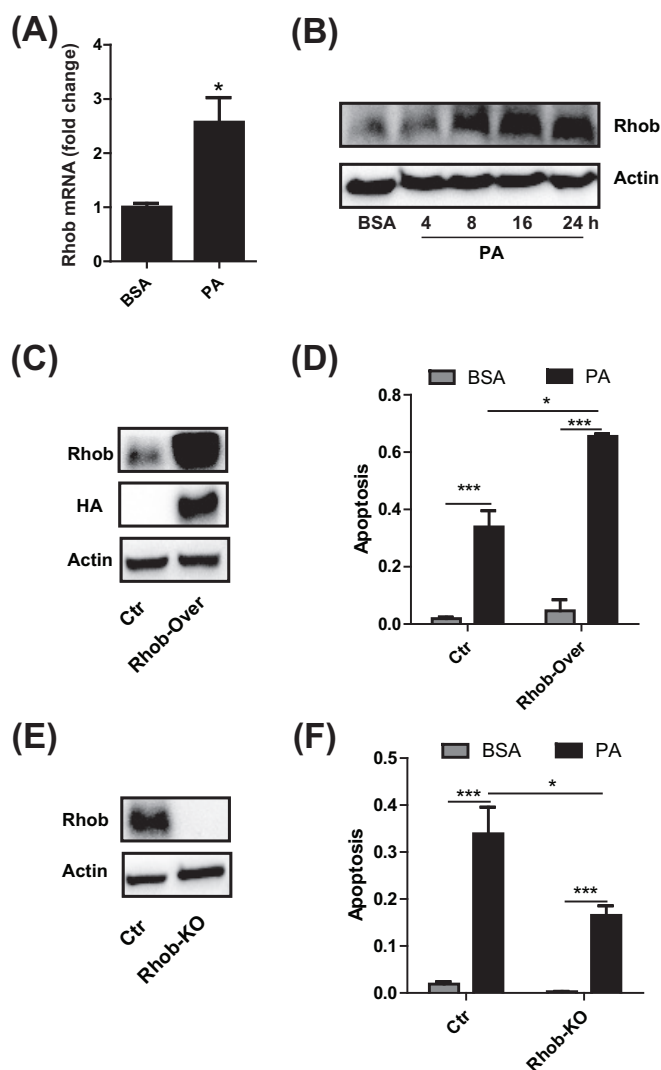 (A)
Rhob mRNA (fold change)
4
3
2
1
0
*
BSA
PA
(B)
Rhob
Actin
BSA 4 8 16 24 h
PA
(C)
Rhob
HA
Actin
Ctr
Rhob-Over
(D)
BSA PA
Apoptosis
0.8
0.6
0.4
0.2
0.0
*
***
***
Ctr
Rhob-Over
(E)
Rhob
Actin
Ctr
Rhob-KO
(F)
BSA PA
Apoptosis
0.5
0.4
0.3
0.2
0.1
0.0
***
*
***
Ctr
Rhob-KO